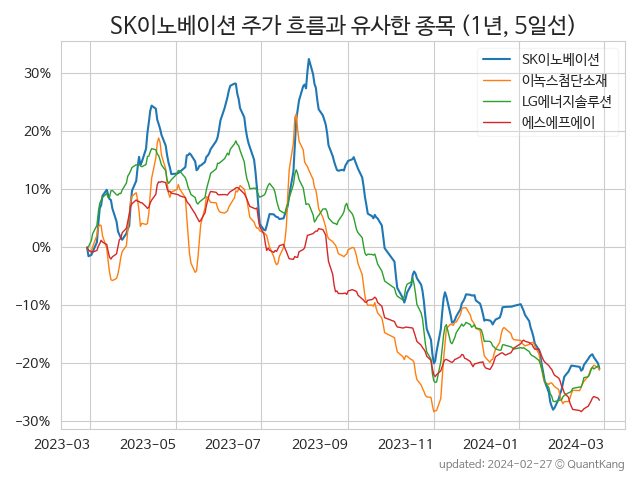 SK이노베이션 주가 흐름과 유사한 종목 (1년, 5일선)
SK이노베이션
이녹스첨단소재
LG에너지솔루션
에스에프에이
30%
20%
10%
0%
−10%
−20%
−30%
2023-03 2023-05 2023-07 2023-09 2023-11 2024-01 2024-03
updated: 2024-02-27 © QuantKang